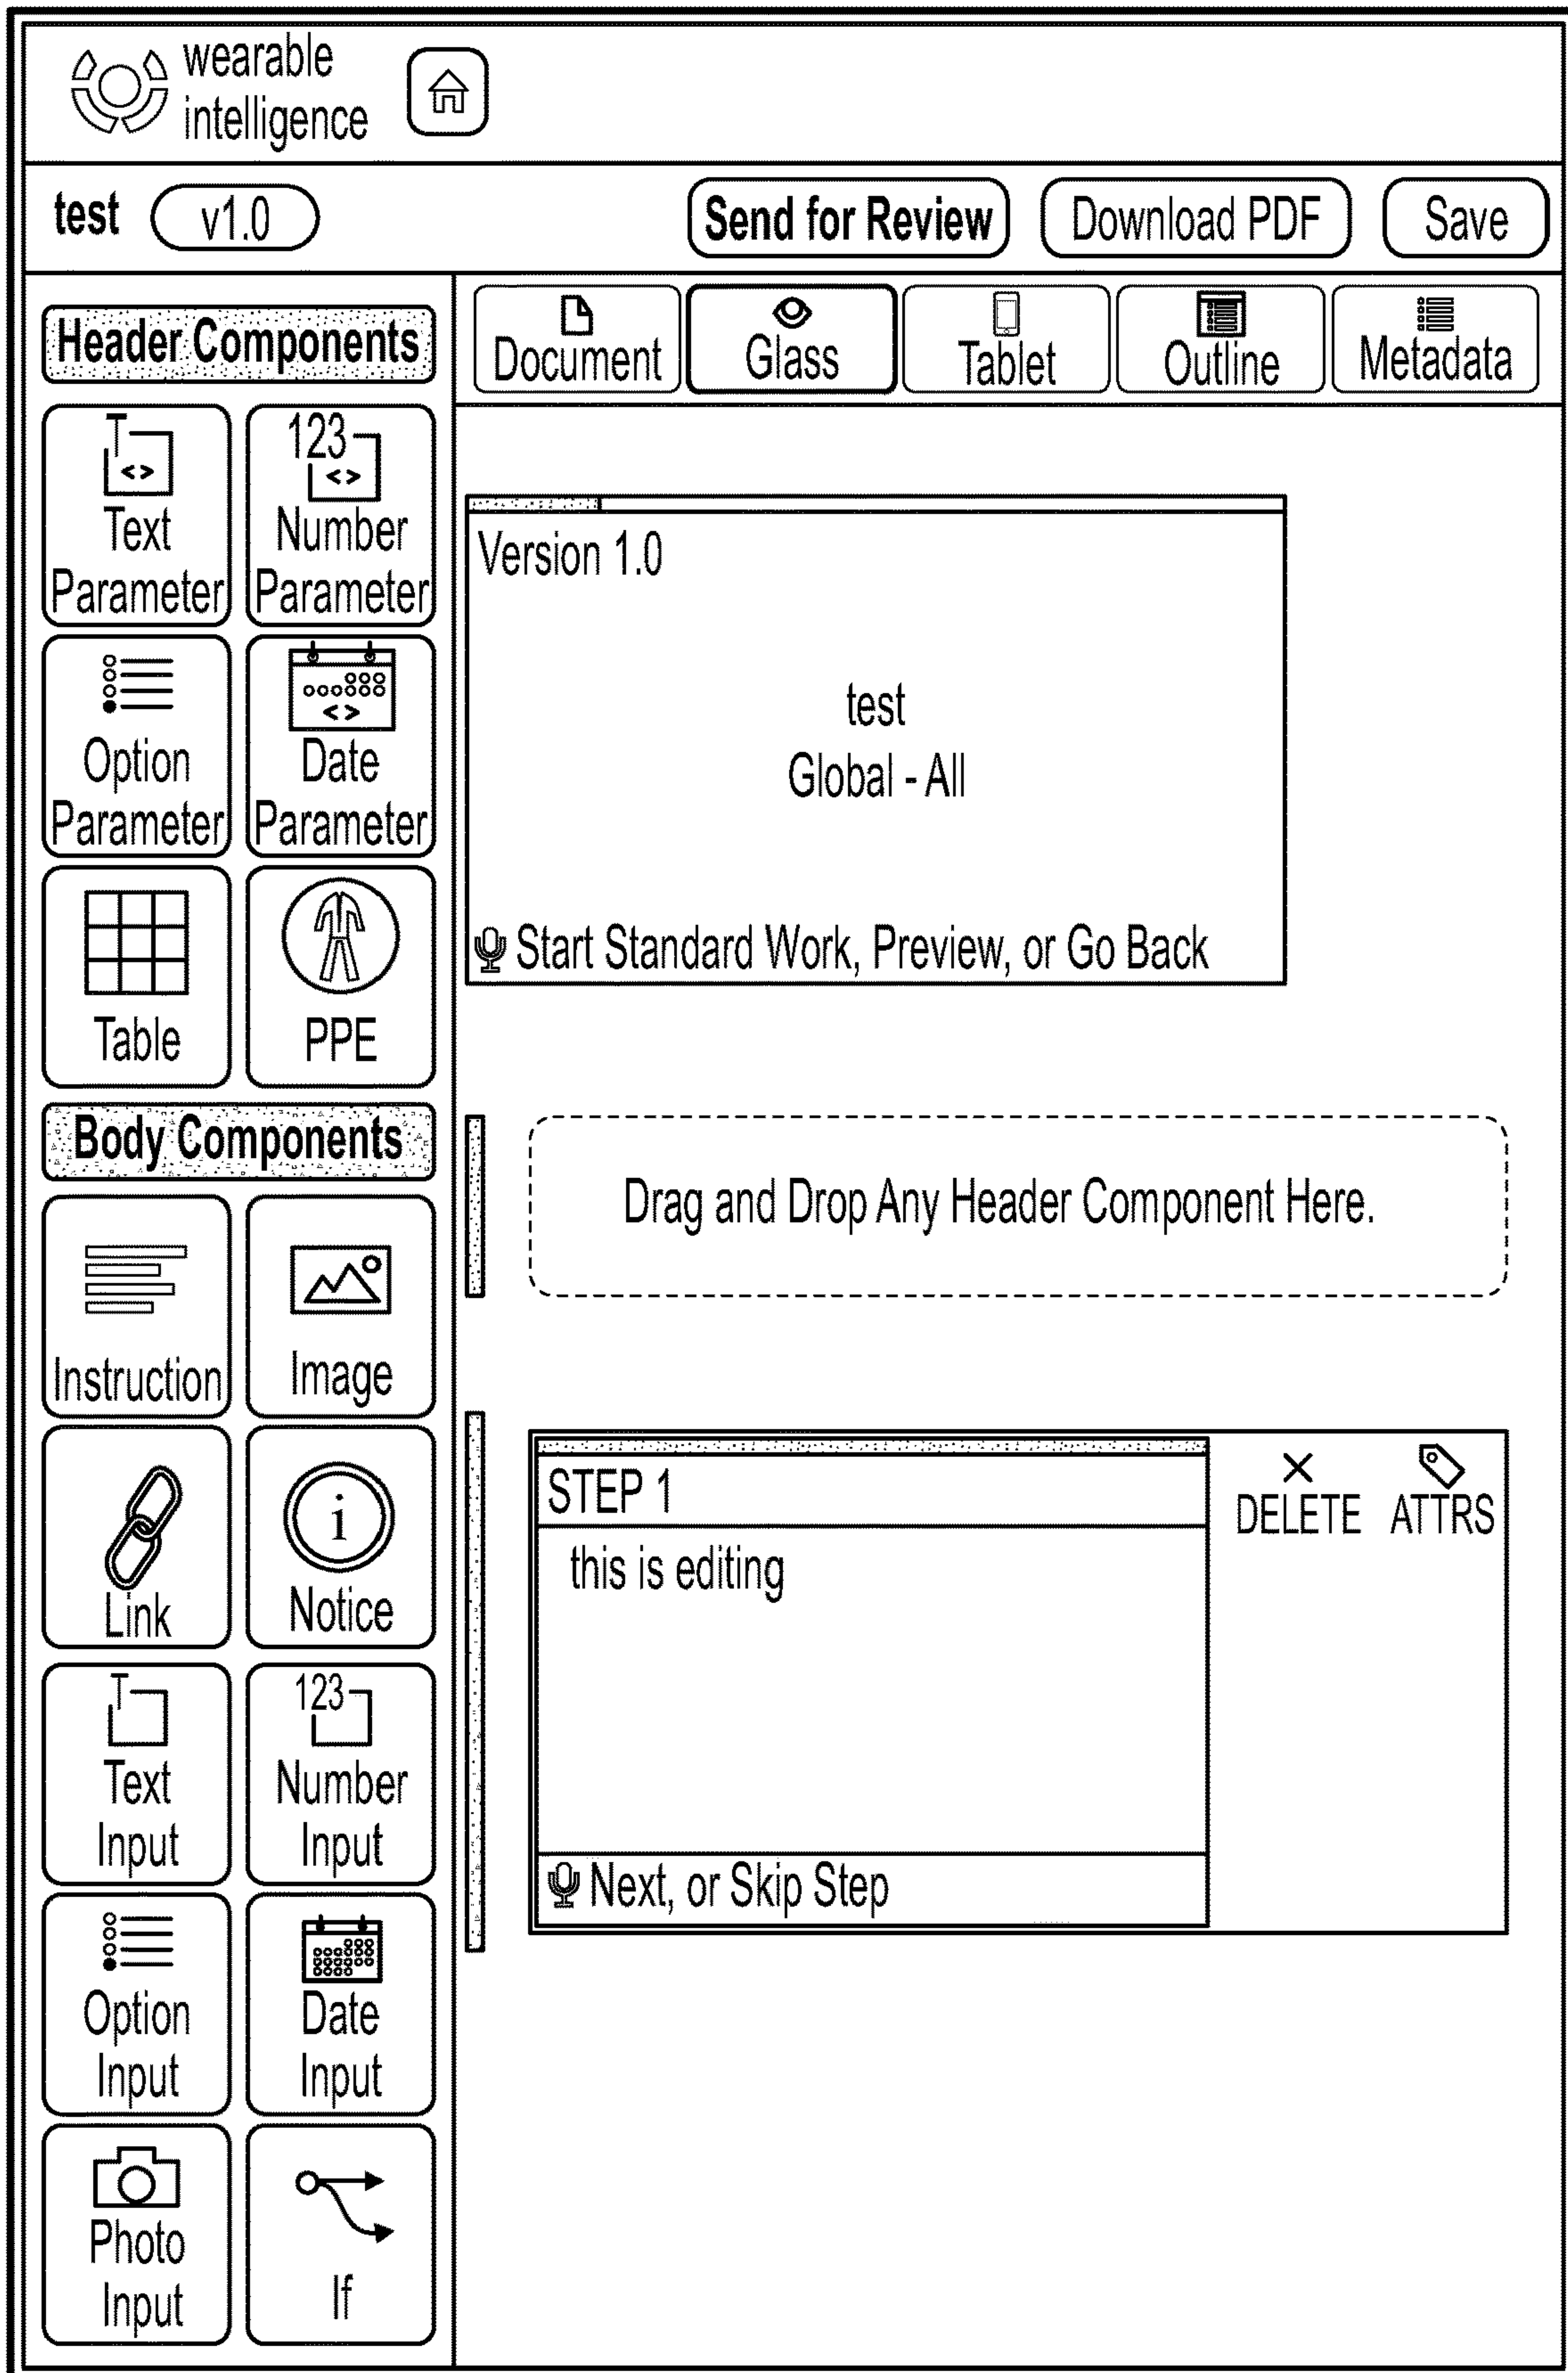 wearable
intelligence
test v1.0 Send for Review Download PDF Save
Header Components
Document Glass Tablet Outline Metadata
T
<>
Text
Parameter
123
<>
Number
Parameter
Option
Parameter
<>
Date
Parameter
Table
PPE
Body Components
Instruction
Image
Link
i
Notice
T
Text
Input
123
Number
Input
Option
Input
Date
Input
Photo
Input
If
Version 1.0
test
Global - All
Start Standard Work, Preview, or Go Back
Drag and Drop Any Header Component Here.
STEP 1
DELETE ATTRS
this is editing
Next, or Skip Step